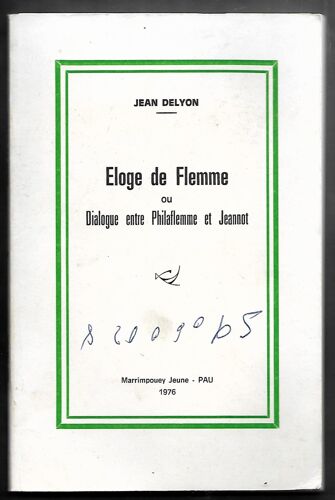 JEAN DELYON
Eloge de Flemme
ou
Dialogue entre Philaflemme et Jeannot
Marrimpouey Jeune - PAU
1976